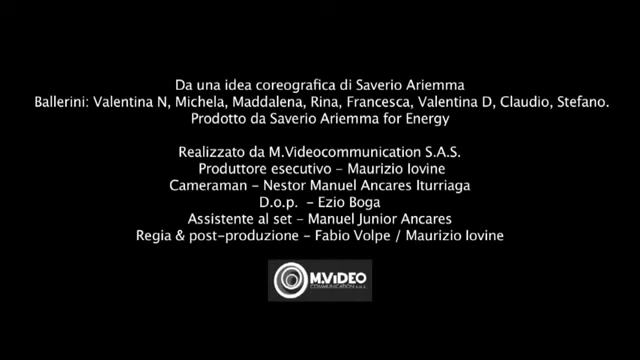 Da una idea coreografica di Saverio Ariemma
Ballerini: Valentina N, Michela, Maddalena, Rina, Francesca, Valentina D, Claudio, Stefano.
Prodotto da Saverio Ariemma for Energy
Realizzato da M.Videocommunication S.A.S.
Produttore esecutivo – Maurizio Iovine
Cameraman – Nestor Manuel Ancares Iturriaga
D.o.p. – Ezio Boga
Assistente al set – Manuel Junior Ancares
Regia & post-produzione – Fabio Volpe / Maurizio Iovine
M.ViDEO
COMMUNICATION s.a.s.